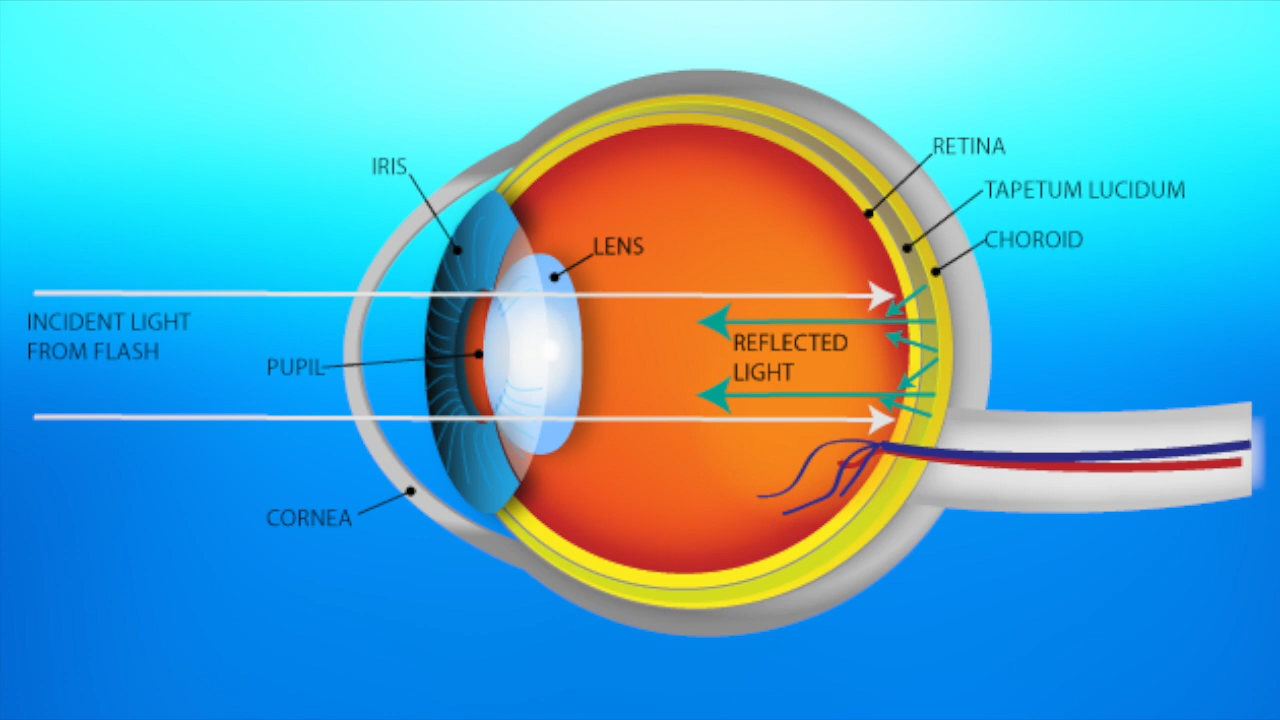 RETINA
IRIS
TAPETUM LUCIDUM
CHOROID
LENS
INCIDENT LIGHT
FROM FLASH
REFLECTED
LIGHT
PUPIL
CORNEA